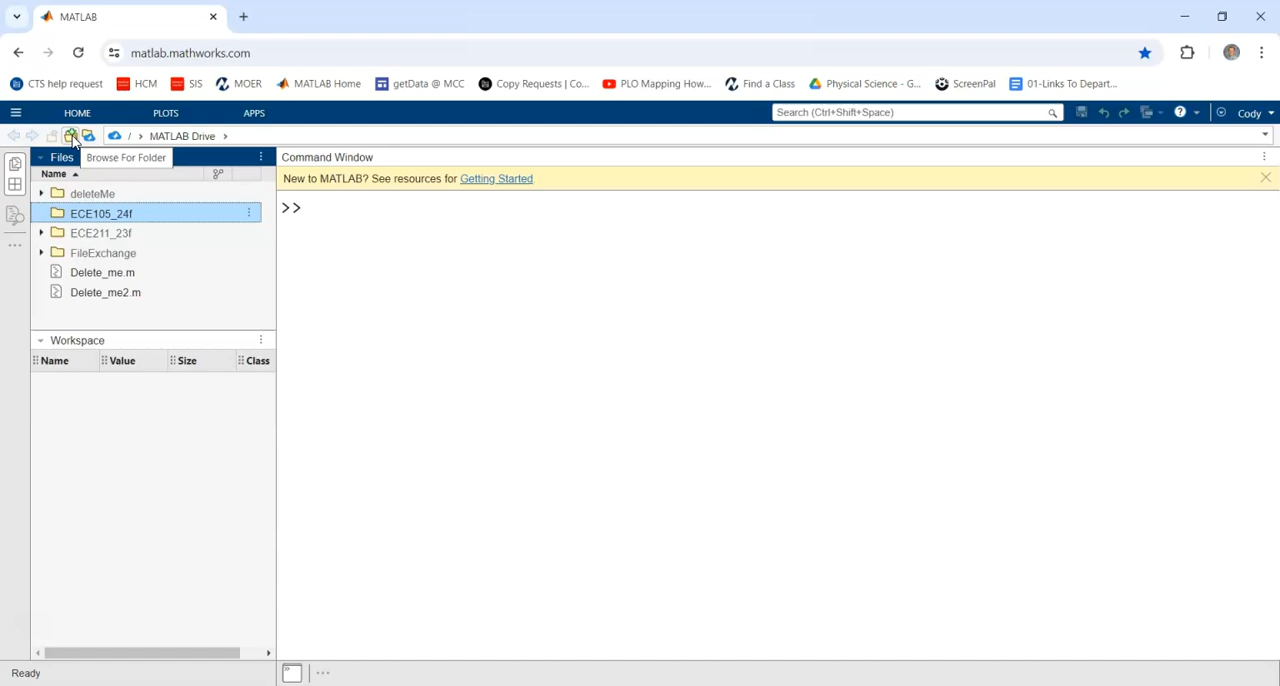 MATLAB
matlab.mathworks.com
CTS help request HCM SIS MOER MATLAB Home getData @ MCC Copy Requests | Co... PLO Mapping How... Find a Class Physical Science - G... ScreenPal 01-Links To Depart...
HOME PLOTS APPS Search (Ctrl+Shift+Space) ? Cody
/ › MATLAB Drive ›
Files Browse For Folder Command Window
Name
New to MATLAB? See resources for Getting Started
deleteMe
>>
ECE105_24f
ECE211_23f
FileExchange
Delete_me.m
Delete_me2.m
Workspace
Name Value Size Class
Ready